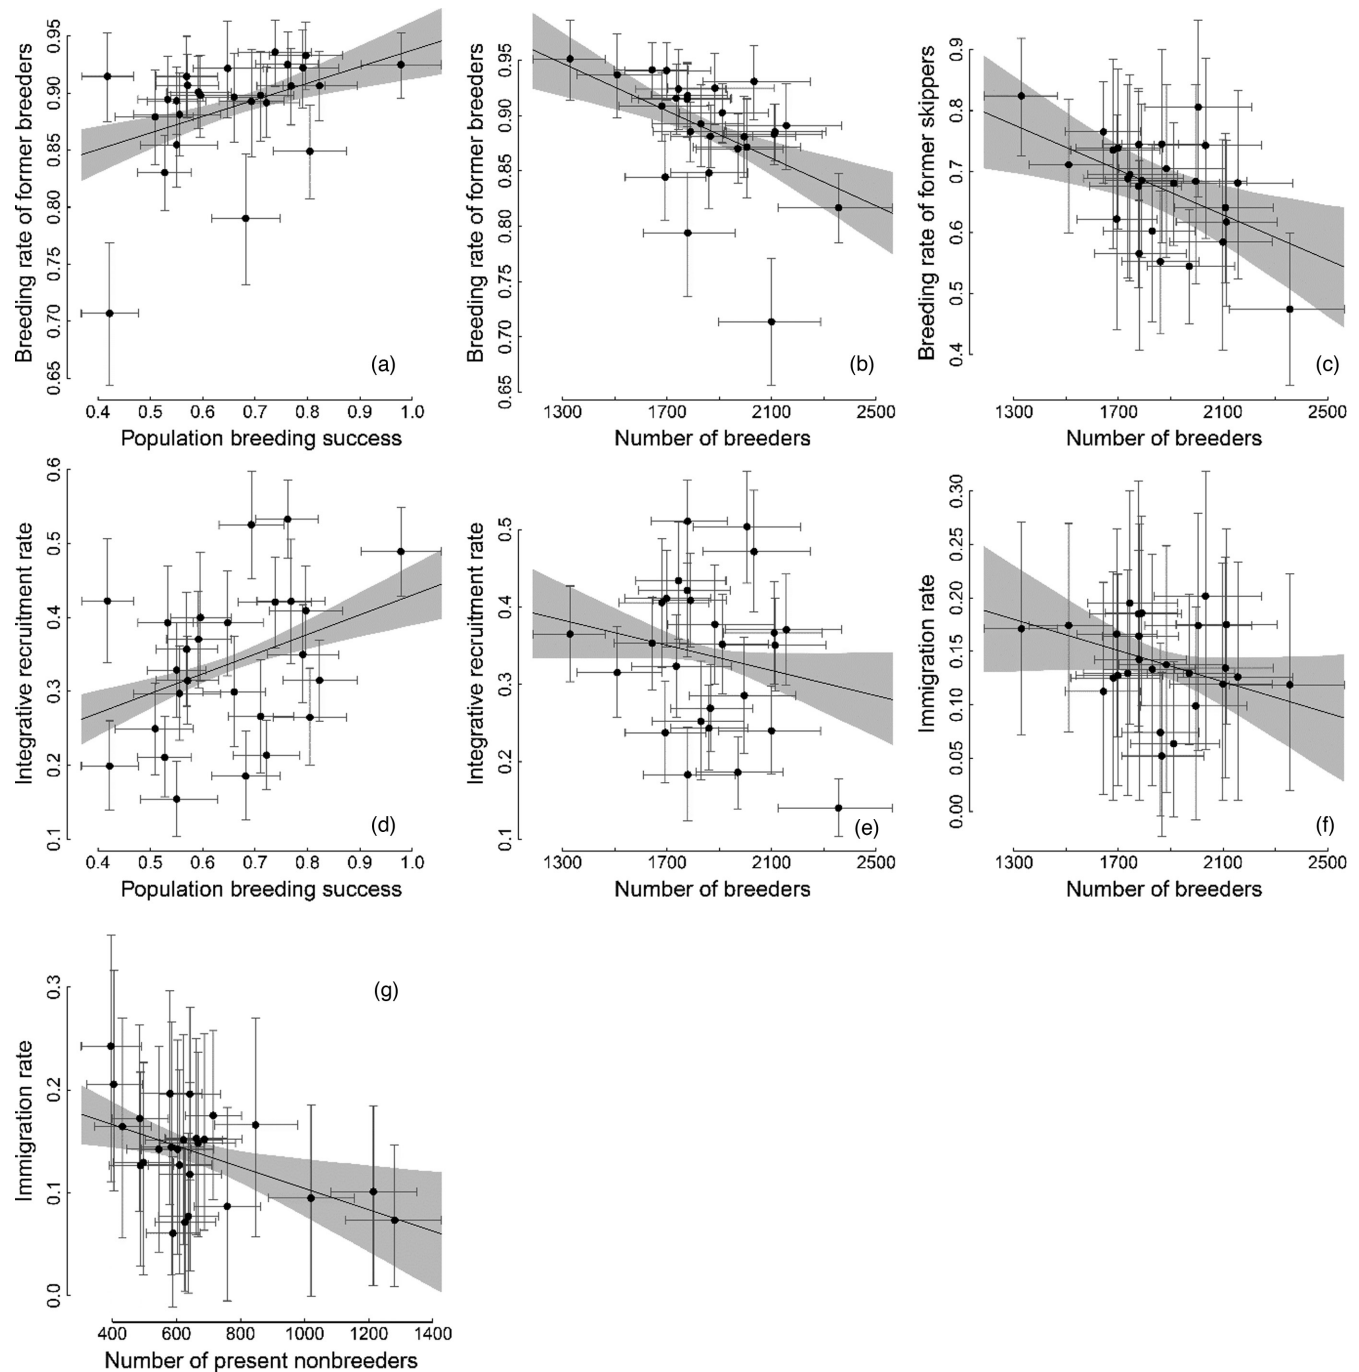 Breeding rate of former breeders
0.65 0.70 0.75 0.80 0.85 0.90 0.95
(a)
0.4 0.5 0.6 0.7 0.8 0.9 1.0
Population breeding success
Breeding rate of former breeders
0.65 0.70 0.75 0.80 0.85 0.90 0.95
(b)
1300 1700 2100 2500
Number of breeders
Breeding rate of former skippers
0.4 0.5 0.6 0.7 0.8 0.9
(c)
1300 1700 2100 2500
Number of breeders
Integrative recruitment rate
0.1 0.2 0.3 0.4 0.5 0.6
(d)
0.4 0.5 0.6 0.7 0.8 0.9 1.0
Population breeding success
Integrative recruitment rate
0.1 0.2 0.3 0.4 0.5
(e)
1300 1700 2100 2500
Number of breeders
Immigration rate
0.00 0.05 0.10 0.15 0.20 0.25 0.30
(f)
1300 1700 2100 2500
Number of breeders
Immigration rate
0.0 0.1 0.2 0.3
(g)
400 600 800 1000 1200 1400
Number of present nonbreeders